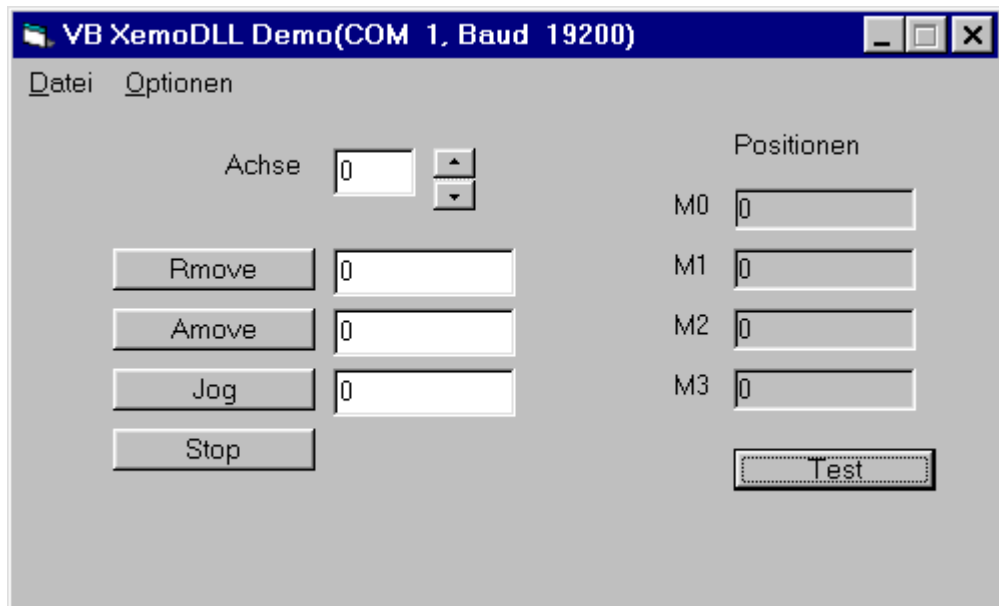 VB XemoDLL Demo(COM 1, Baud 19200)
Datei Optionen
Achse 0
Positionen
M0 0
Rmove 0
M1 0
Amove 0
M2 0
Jog 0
M3 0
Stop
Test